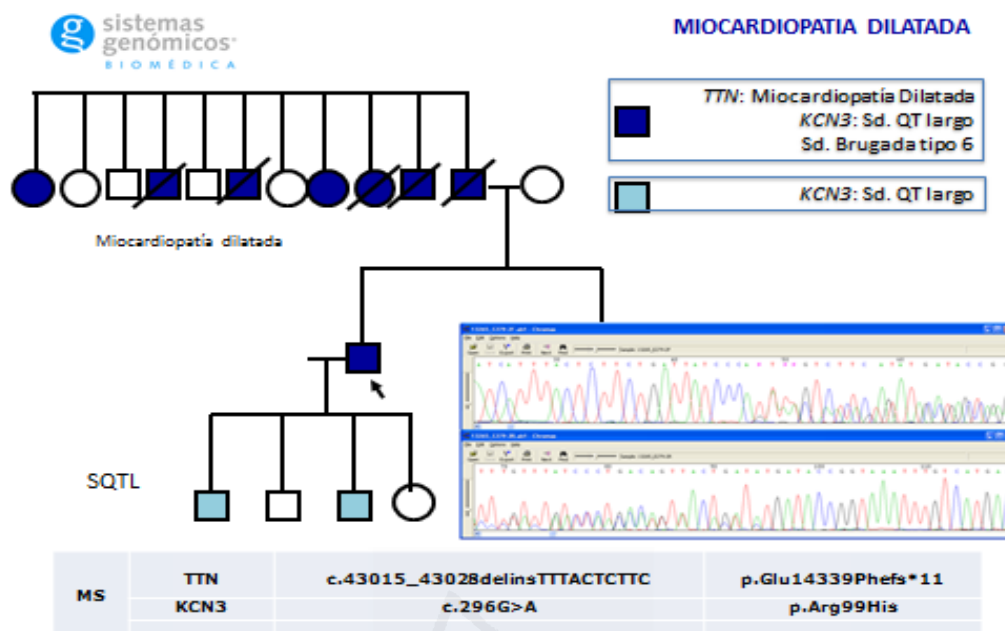 sistemas
genómicos
BIOMÉDICA
MIOCARDIOPATIA DILATADA
TTN: Miocardiopatía Dilatada
KCN3: Sd. QT largo
Sd. Brugada tipo 6
KCN3: Sd. QT largo
Miocardiopatía dilatada
SQTL
MS
TTN c.43015_43028delinsTTTACTCTTC p.Glu14339Phefs*11
KCN3 c.296G>A p.Arg99His